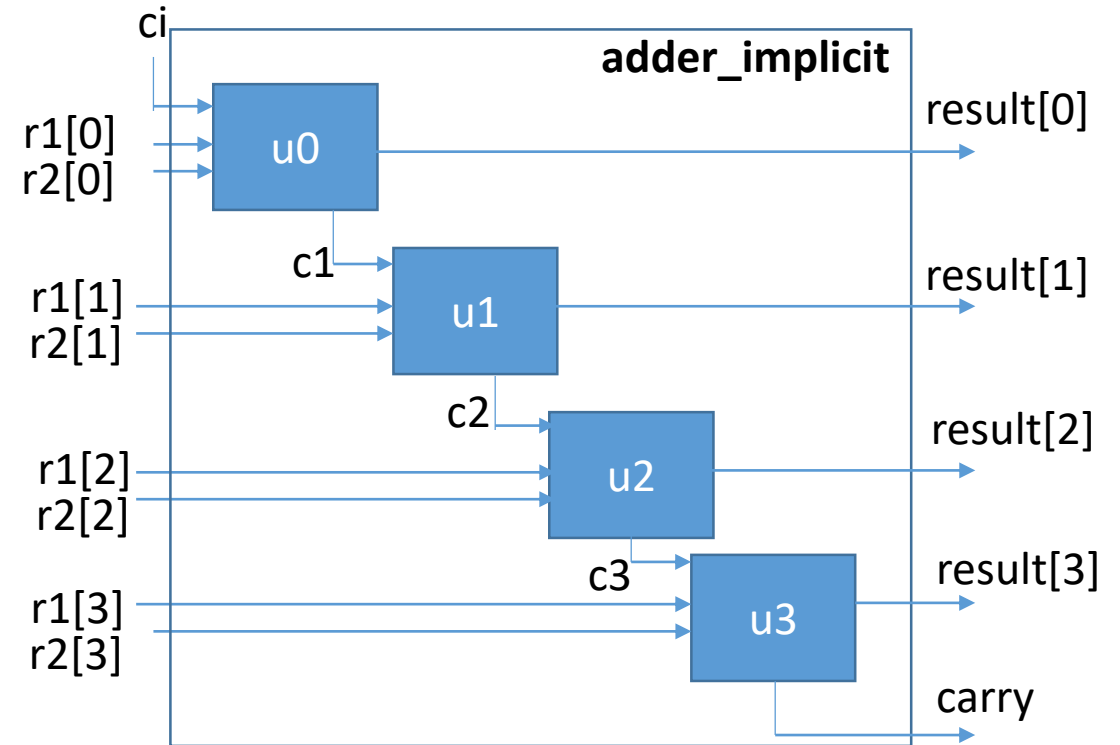 ci
adder_implicit
r1[0]
r2[0]
u0
result[0]
c1
r1[1]
r2[1]
u1
result[1]
c2
r1[2]
r2[2]
u2
result[2]
c3
r1[3]
r2[3]
u3
result[3]
carry